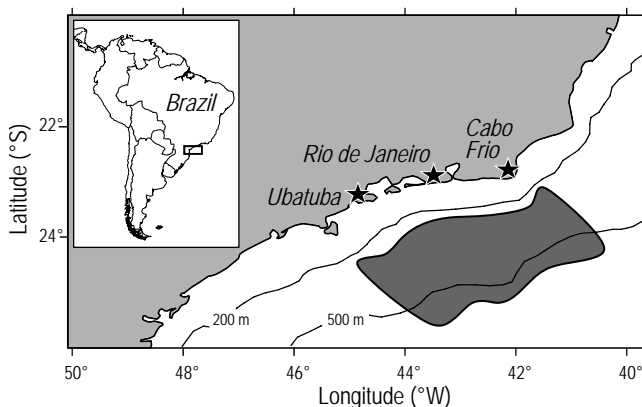 Brazil
Latitude (°S)
22°
24°
Cabo
Frio
Rio de Janeiro
Ubatuba
200 m
500 m
50°
48°
46°
44°
42°
40°
Longitude (°W)